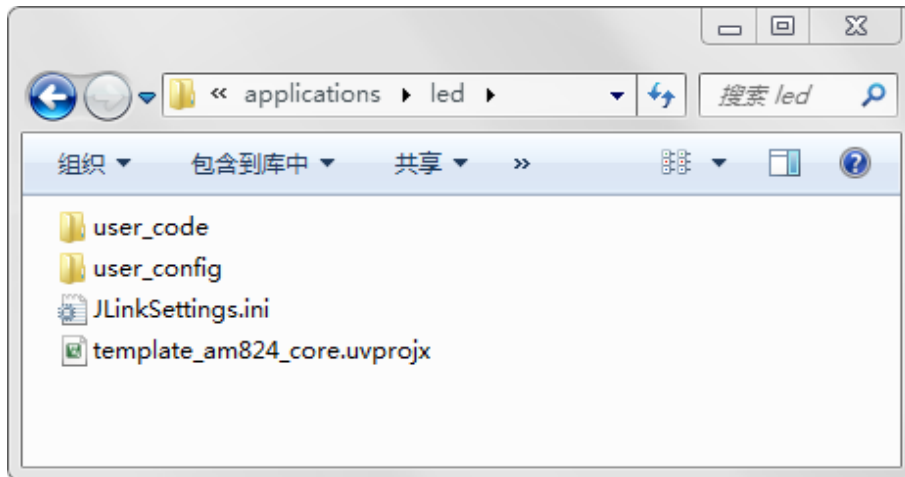 « applications ▸ led ▸ 搜索 led
组织 ▼ 包含到库中 ▼ 共享 ▼ »
user_code
user_config
JLinkSettings.ini
template_am824_core.uvprojx